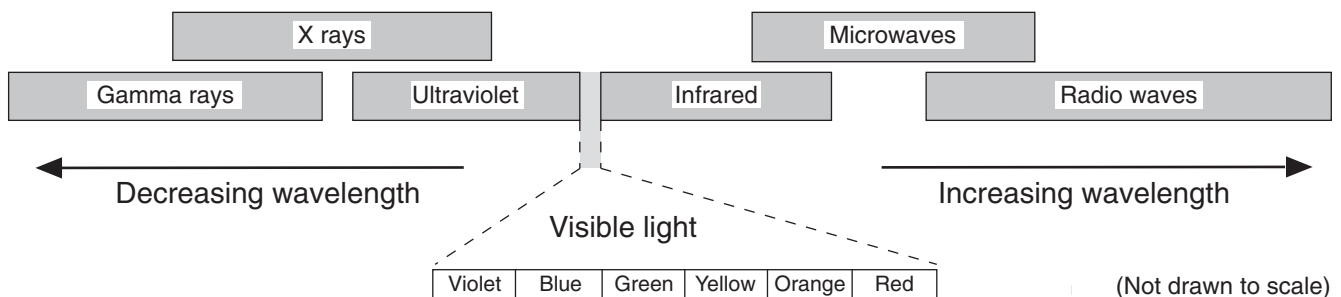 X rays
Microwaves
Gamma rays
Ultraviolet
Infrared
Radio waves
Decreasing wavelength
Increasing wavelength
Visible light
Violet
Blue
Green
Yellow
Orange
Red
(Not drawn to scale)